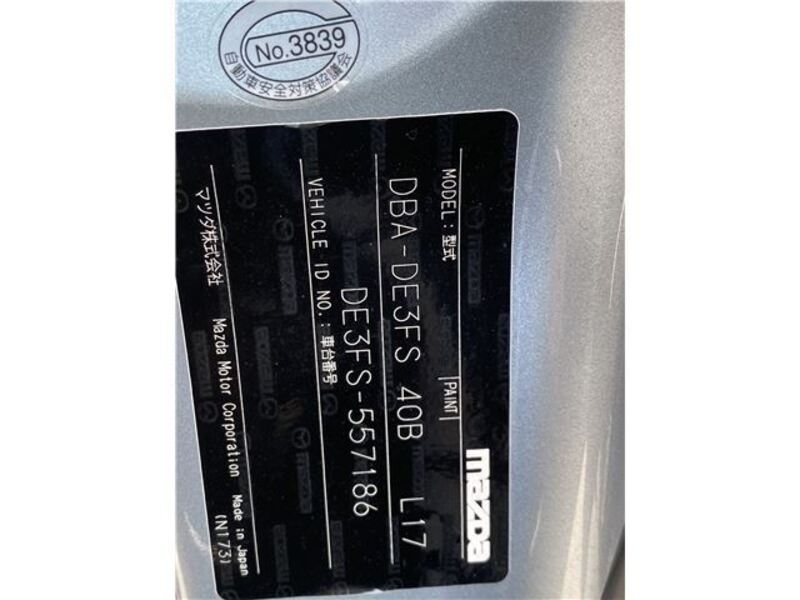 No.3839
自動車安全対策協議会
mazda
MODEL:型式
PAINT
DBA-DE3FS 40B L17
VEHICLE ID NO.:車台番号
DE3FS-557186
マツダ株式会社 Mazda Motor Corporation Made in Japan
(N173)